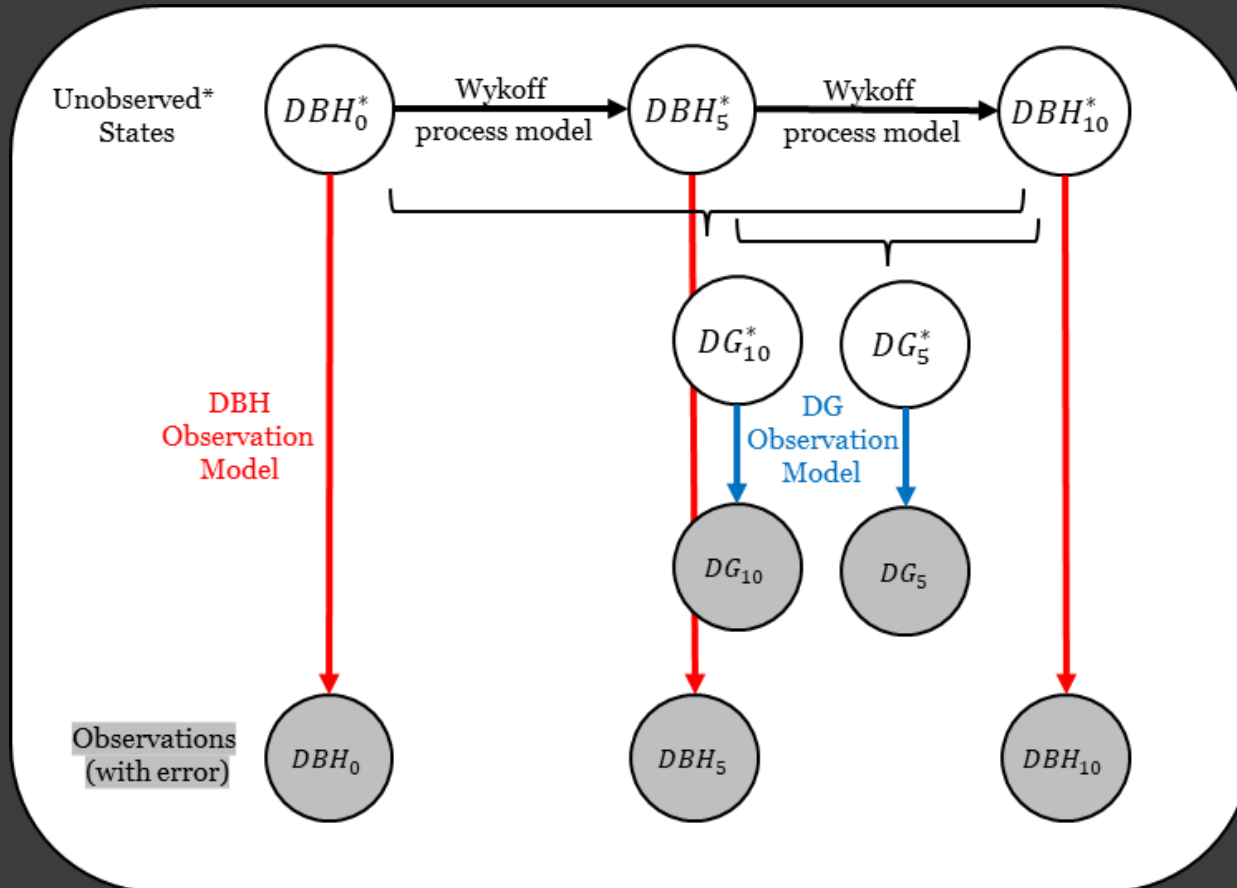 Unobserved*
States
DBH*0
Wykoff
process model
DBH*5
Wykoff
process model
DBH*10
DG*10
DG*5
DBH
Observation
Model
DG
Observation
Model
DG10
DG5
Observations
(with error)
DBH0
DBH5
DBH10